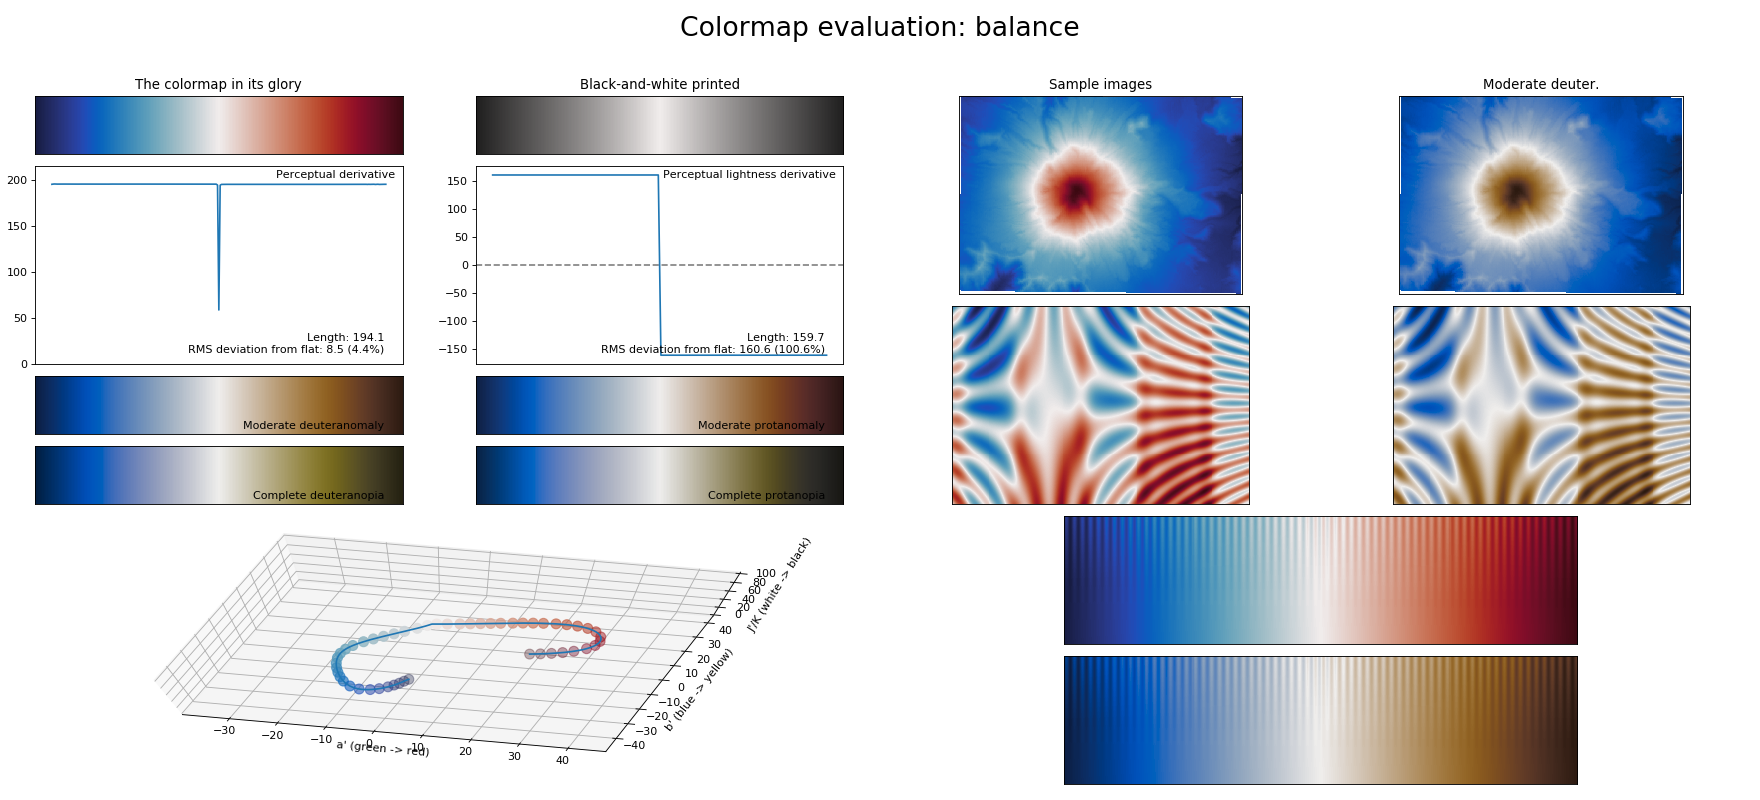 Colormap evaluation: balance
The colormap in its glory
Black-and-white printed
Sample images
Moderate deuter.
Perceptual derivative
200
150
100
50
0
Length: 194.1
RMS deviation from flat: 8.5 (4.4%)
Perceptual lightness derivative
150
100
50
0
−50
−100
−150
Length: 159.7
RMS deviation from flat: 160.6 (100.6%)
Moderate deuteranomaly
Moderate protanomaly
Complete deuteranopia
Complete protanopia
−30
−20
−10
0
10
20
30
40
a' (green -> red)
−40
−30
−20
−10
0
10
20
30
40
b' (blue -> yellow)
0
20
40
60
80
100
J'/K (white -> black)